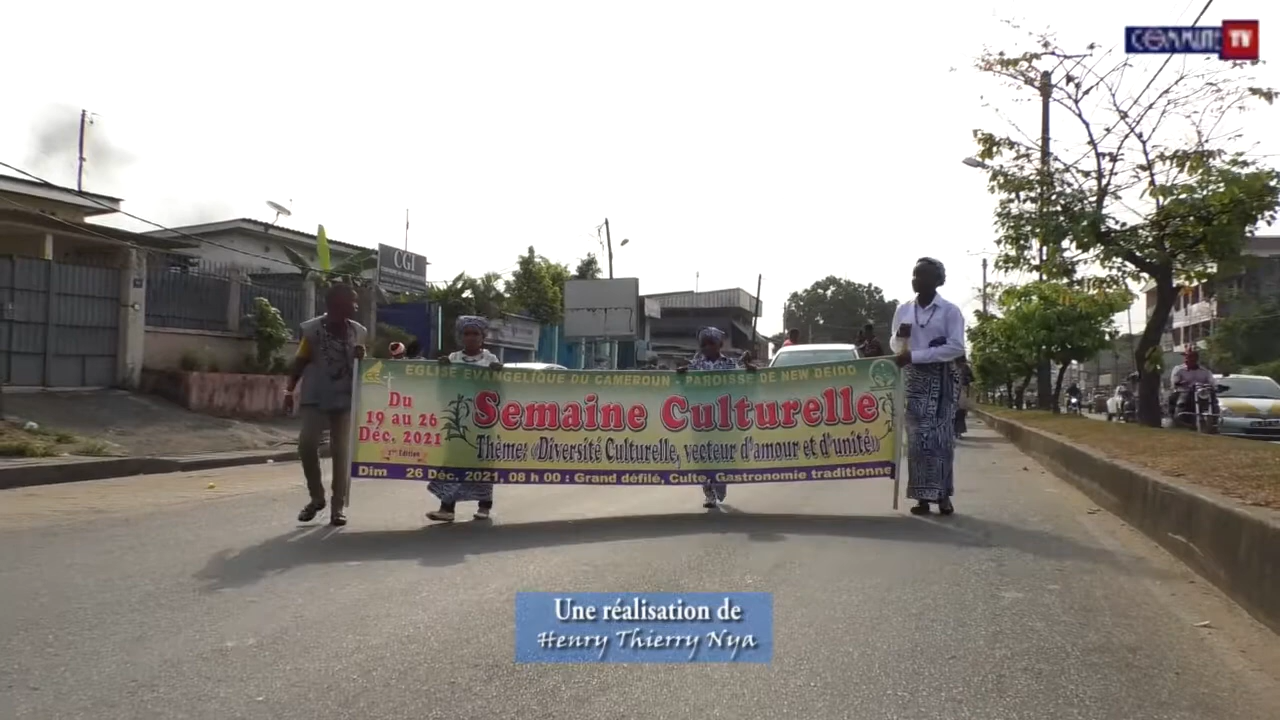 TV
CGI
EGLISE EVANGELIQUE DU CAMEROUN - PAROISSE DE NEW DEIDO
Du
19 au 26
Déc. 2021
Semaine Culturelle
Thème: «Diversité Culturelle, vecteur d'amour et d'unité»
Dim 26 Déc. 2021, 08 h 00 : Grand défilé, Culte, Gastronomie traditionne
Une réalisation de
Henry Thierry Nya